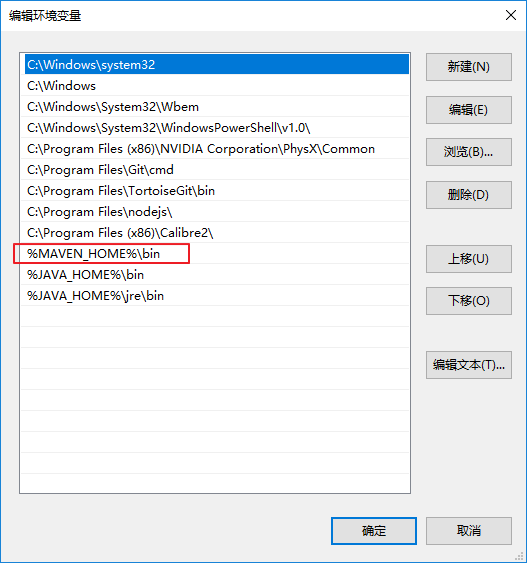 编辑环境变量
C:\Windows\system32
C:\Windows
C:\Windows\System32\Wbem
C:\Windows\System32\WindowsPowerShell\v1.0\
C:\Program Files (x86)\NVIDIA Corporation\PhysX\Common
C:\Program Files\Git\cmd
C:\Program Files\TortoiseGit\bin
C:\Program Files\nodejs\
C:\Program Files (x86)\Calibre2\
%MAVEN_HOME%\bin
%JAVA_HOME%\bin
%JAVA_HOME%\jre\bin
新建(N)
编辑(E)
浏览(B)...
删除(D)
上移(U)
下移(O)
编辑文本(T)...
确定
取消